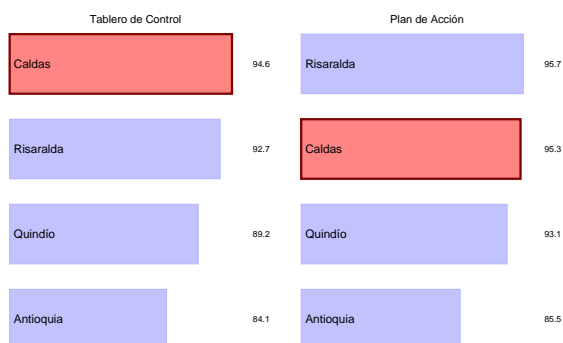 Tablero de Control
Caldas 94.6
Risaralda 92.7
Quindío 89.2
Antioquia 84.1
Plan de Acción
Risaralda 95.7
Caldas 95.3
Quindío 93.1
Antioquia 85.5